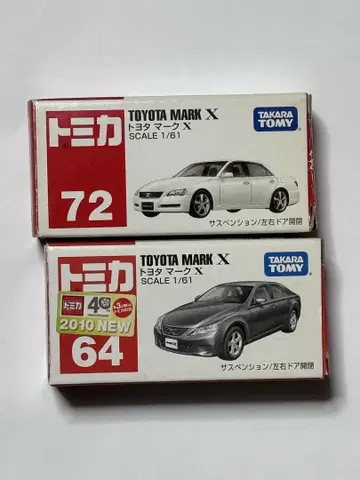 トミカ
72
TOYOTA MARK X
トヨタ マーク X
SCALE 1/61
TAKARA
TOMY
サスペンション/左右ドア開閉
トミカ
トミカ 40
2010 NEW
64
TOYOTA MARK X
トヨタ マーク X
SCALE 1/61
TAKARA
TOMY
サスペンション/左右ドア開閉